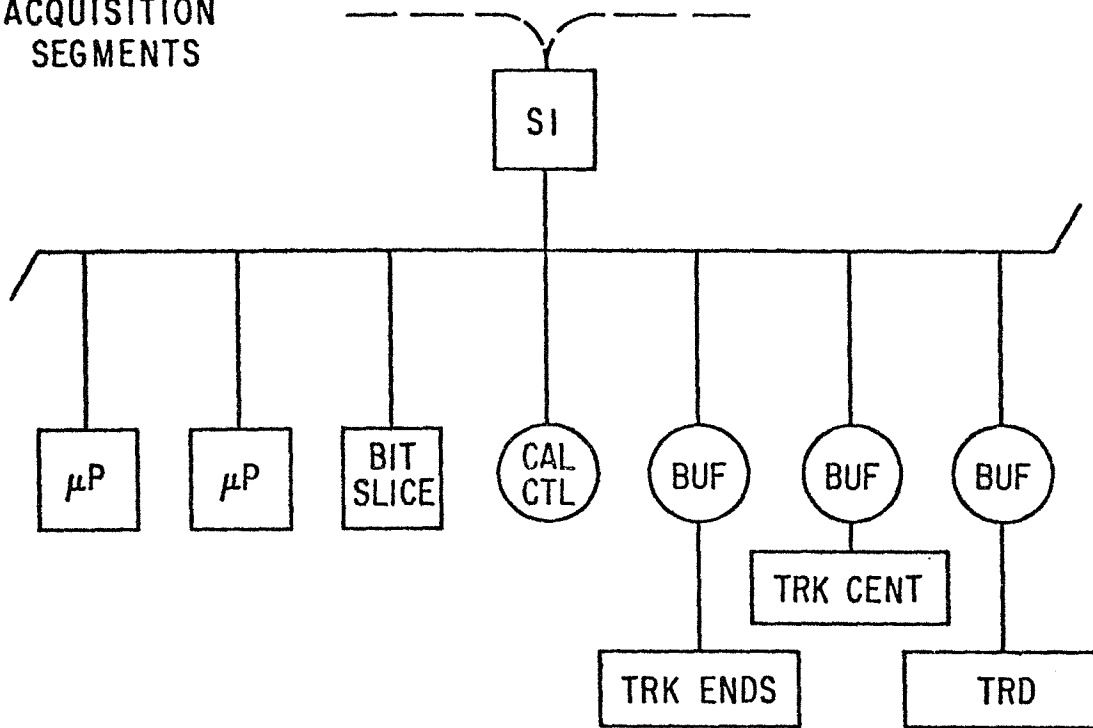 ACQUISITION
SEGMENTS
SI
μP
μP
BIT
SLICE
CAL
CTL
BUF
BUF
BUF
TRK CENT
TRK ENDS
TRD